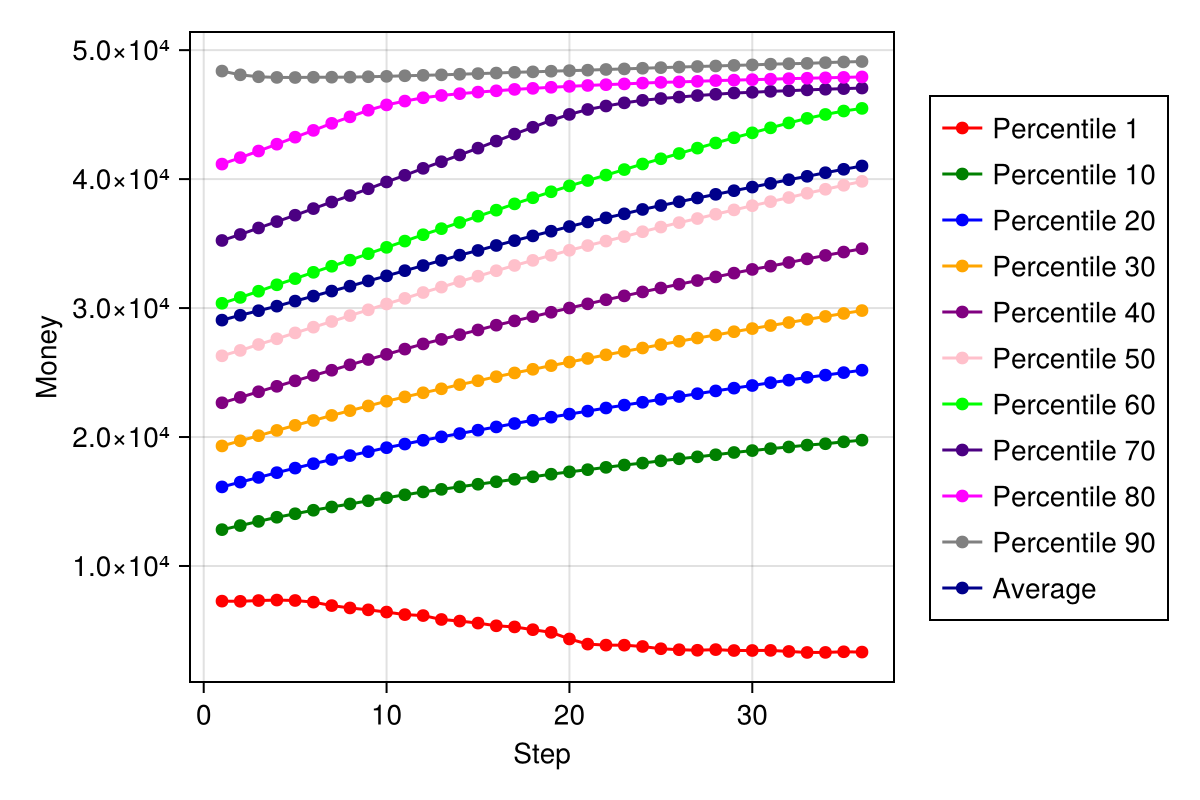 5.0×10⁴
4.0×10⁴
3.0×10⁴
2.0×10⁴
1.0×10⁴
Money
0 10 20 30
Step
Percentile 1
Percentile 10
Percentile 20
Percentile 30
Percentile 40
Percentile 50
Percentile 60
Percentile 70
Percentile 80
Percentile 90
Average